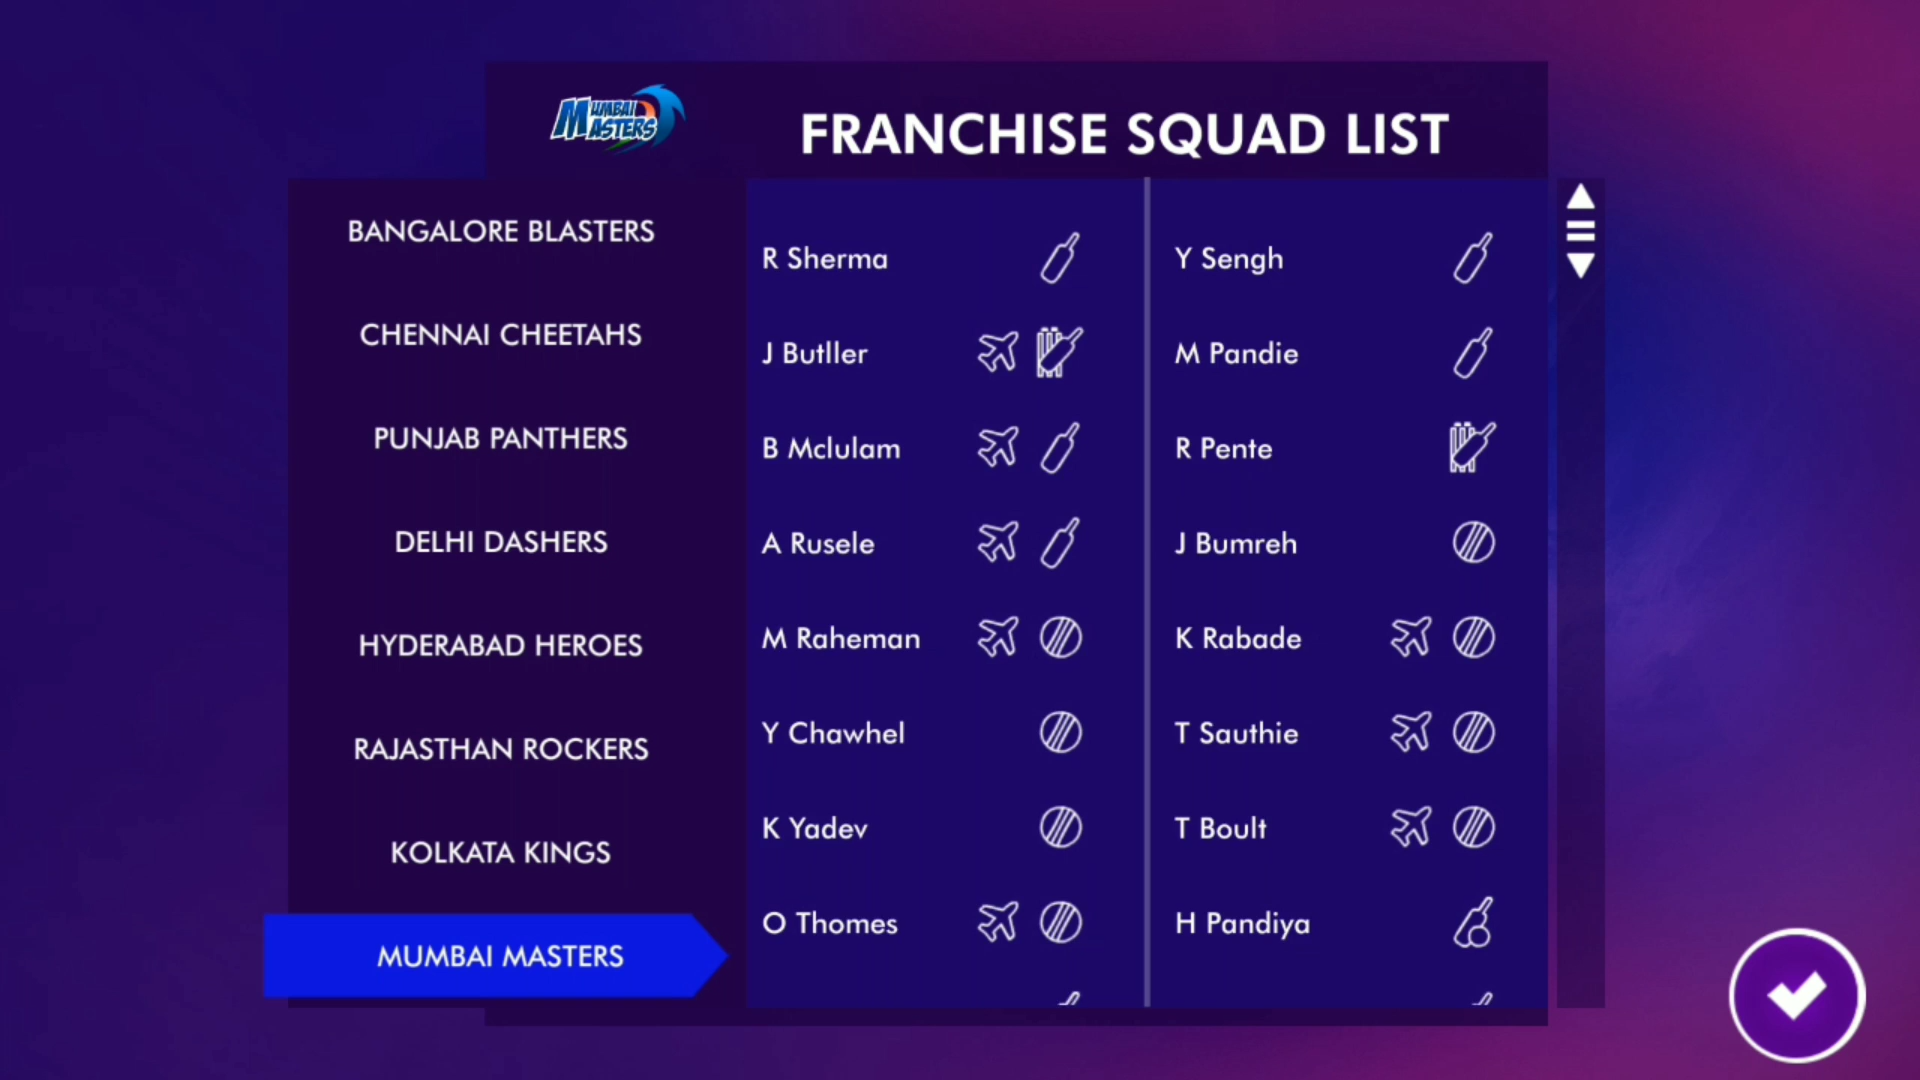 MUMBAI MASTERS
FRANCHISE SQUAD LIST
BANGALORE BLASTERS
CHENNAI CHEETAHS
PUNJAB PANTHERS
DELHI DASHERS
HYDERABAD HEROES
RAJASTHAN ROCKERS
KOLKATA KINGS
MUMBAI MASTERS
R Sherma
J Butller
B Mclulam
A Rusele
M Raheman
Y Chawhel
K Yadev
O Thomes
Y Sengh
M Pandie
R Pente
J Bumreh
K Rabade
T Sauthie
T Boult
H Pandiya